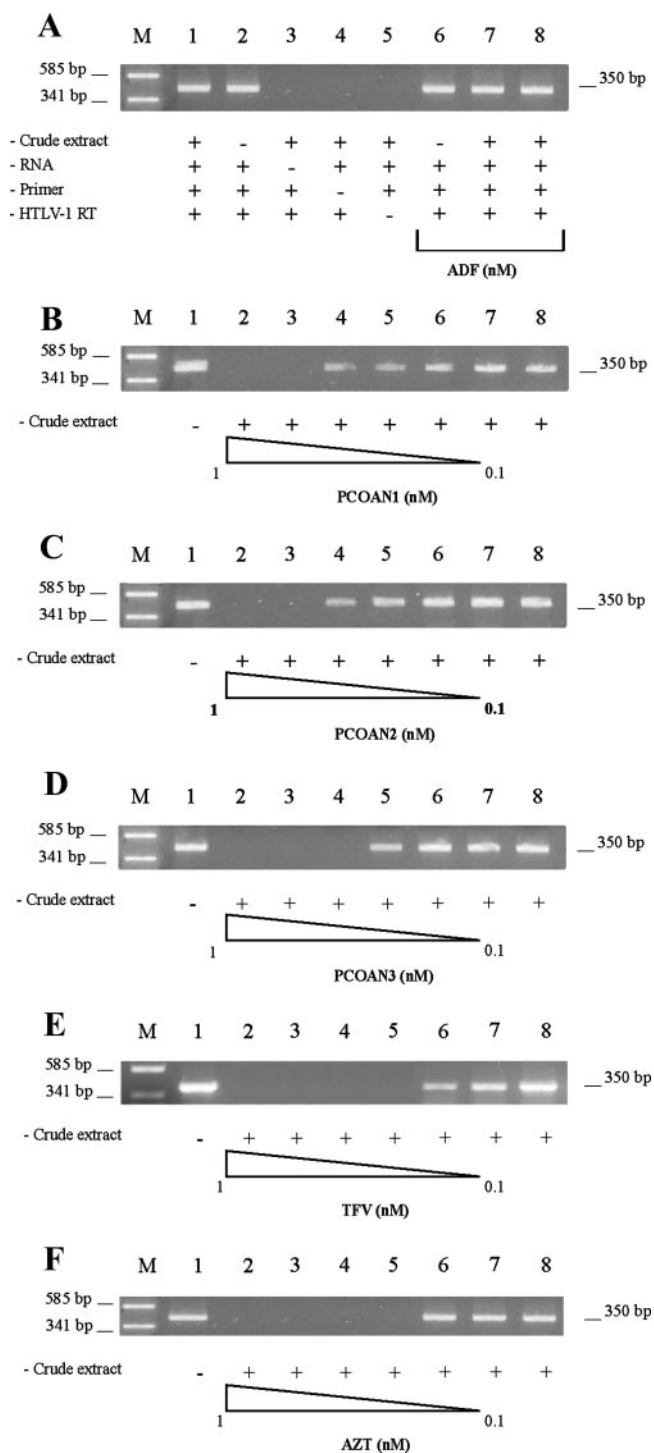 A
M 1 2 3 4 5 6 7 8
585 bp
341 bp
350 bp
- Crude extract + - + + + - + +
- RNA + + - + + + + +
- Primer + + + - + + + +
- HTLV-1 RT + + + + - + + +
ADF (nM)
B
M 1 2 3 4 5 6 7 8
585 bp
341 bp
350 bp
- Crude extract - + + + + + + +
1 0.1
PCOAN1 (nM)
C
M 1 2 3 4 5 6 7 8
585 bp
341 bp
350 bp
- Crude extract - + + + + + + +
1 0.1
PCOAN2 (nM)
D
M 1 2 3 4 5 6 7 8
585 bp
341 bp
350 bp
- Crude extract - + + + + + + +
1 0.1
PCOAN3 (nM)
E
M 1 2 3 4 5 6 7 8
585 bp
341 bp
350 bp
- Crude extract - + + + + + + +
1 0.1
TFV (nM)
F
M 1 2 3 4 5 6 7 8
585 bp
341 bp
350 bp
- Crude extract - + + + + + + +
1 0.1
AZT (nM)